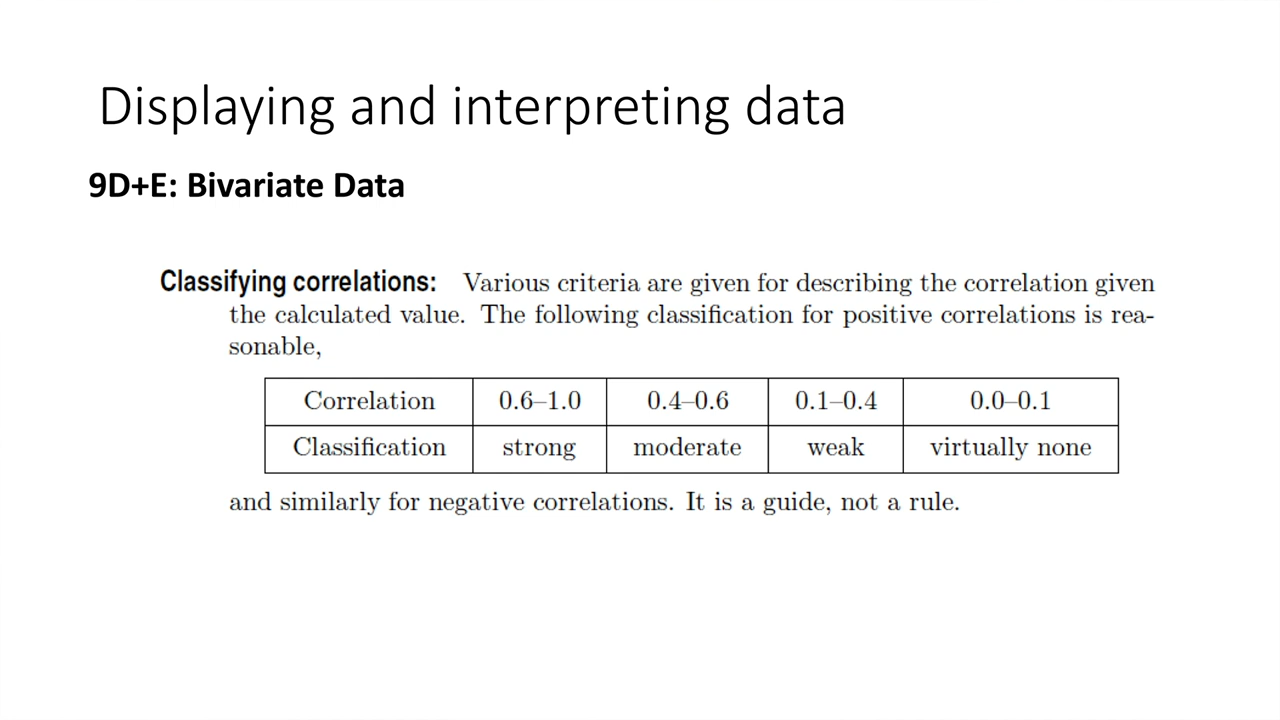 Displaying and interpreting data
9D+E: Bivariate Data
Classifying correlations: Various criteria are given for describing the correlation given
the calculated value. The following classification for positive correlations is rea-
sonable,
Correlation 0.6–1.0 0.4–0.6 0.1–0.4 0.0–0.1
Classification strong moderate weak virtually none
and similarly for negative correlations. It is a guide, not a rule.